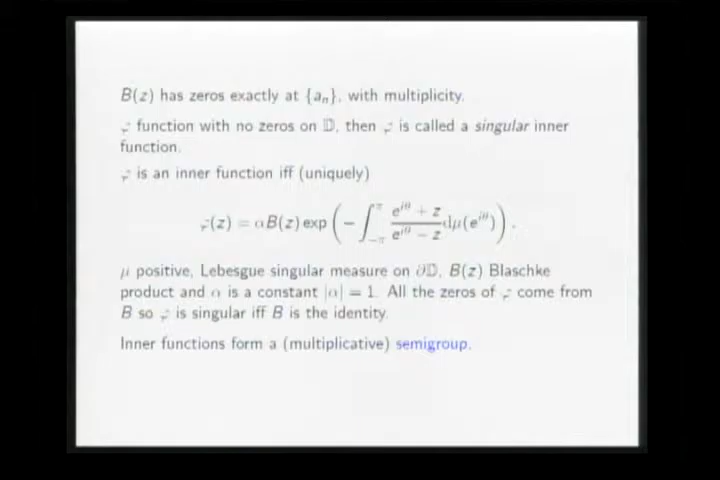 B(z) has zeros exactly at {aₙ}, with multiplicity.
φ function with no zeros on 𝔻, then φ is called a singular inner
function.
φ is an inner function iff (uniquely)
φ(z) = αB(z) exp(−∫_{−π}^{π} (e^{iθ} + z)/(e^{iθ} − z) dμ(e^{iθ})).
μ positive, Lebesgue singular measure on ∂𝔻, B(z) Blaschke
product and α is a constant |α| = 1. All the zeros of φ come from
B so φ is singular iff B is the identity.
Inner functions form a (multiplicative) semigroup.